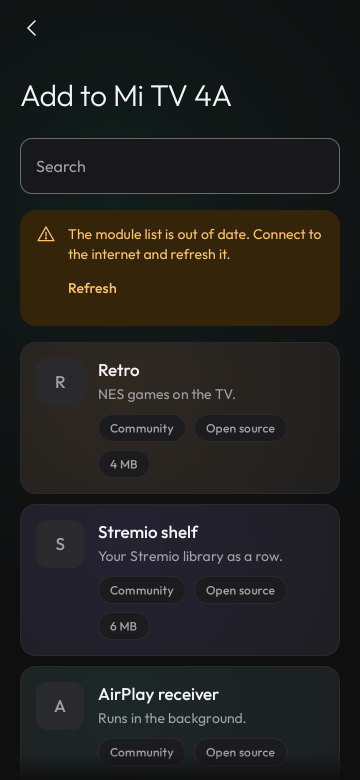 Add to Mi TV 4A
Search
The module list is out of date. Connect to
the internet and refresh it.
Refresh
R
Retro
NES games on the TV.
Community
Open source
4 MB
S
Stremio shelf
Your Stremio library as a row.
Community
Open source
6 MB
A
AirPlay receiver
Runs in the background.
Community
Open source